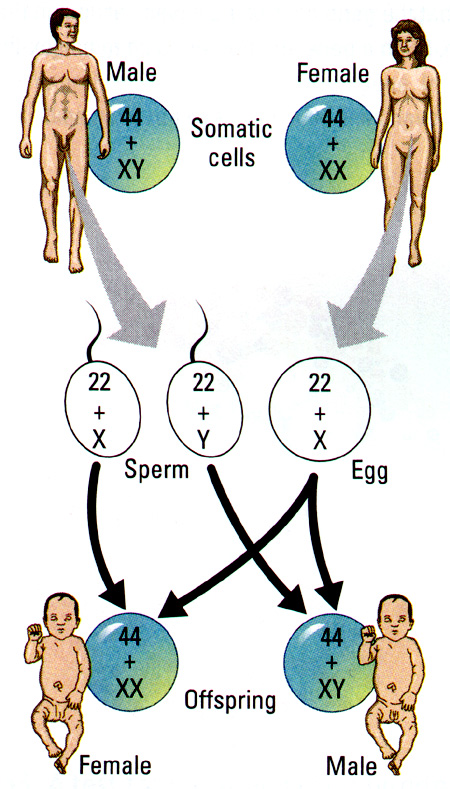 Male
44
+
XY
Somatic
cells
Female
44
+
XX
22
+
X
22
+
Y
Sperm
22
+
X
Egg
44
+
XX
Female
Offspring
44
+
XY
Male